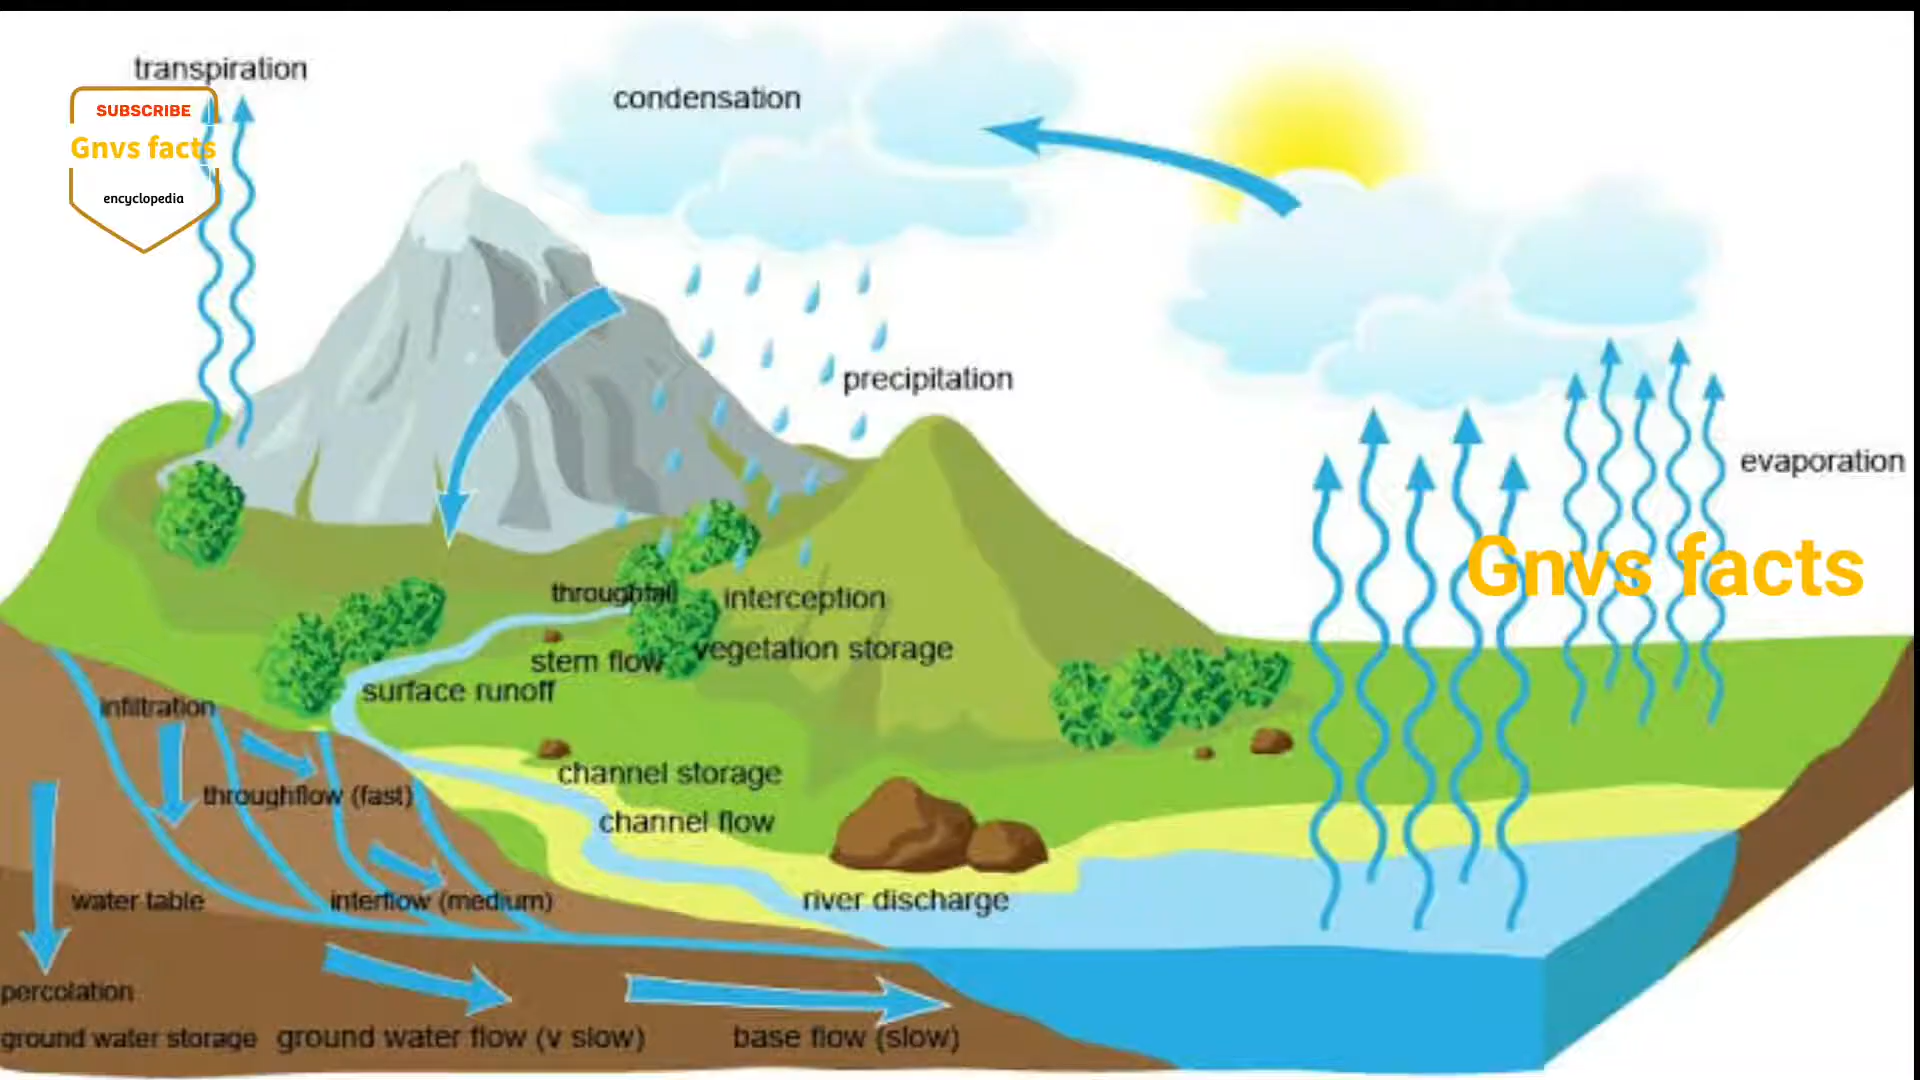 transpiration
SUBSCRIBE
Gnvs facts
encyclopedia
condensation
precipitation
evaporation
Gnvs facts
throughfall
interception
stem flow
vegetation storage
surface runoff
infiltration
channel storage
throughflow (fast)
channel flow
water table
interflow (medium)
river discharge
percolation
ground water storage
ground water flow (v slow)
base flow (slow)